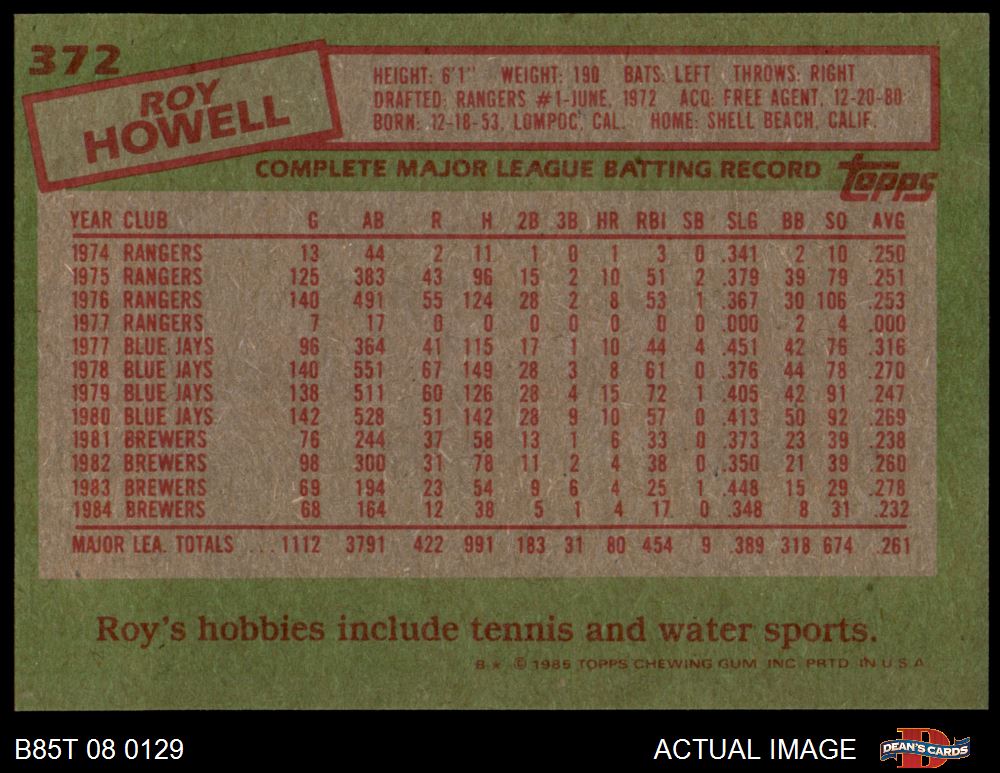 372
ROY
HOWELL
HEIGHT: 6'1" WEIGHT: 190 BATS: LEFT THROWS: RIGHT
DRAFTED: RANGERS #1-JUNE, 1972 ACQ: FREE AGENT, 12-20-80
BORN: 12-18-53, LOMPOC, CAL. HOME: SHELL BEACH, CALIF.
COMPLETE MAJOR LEAGUE BATTING RECORD
topps
YEAR CLUB G AB R H 2B 3B HR RBI SB SLG BB SO AVG
1974 RANGERS 13 44 2 11 1 0 1 3 0 .341 2 10 .250
1975 RANGERS 125 383 43 96 15 2 10 51 2 .379 39 79 .251
1976 RANGERS 140 491 55 124 28 2 8 53 1 .367 30 106 .253
1977 RANGERS 7 17 0 0 0 0 0 0 0 .000 2 4 .000
1977 BLUE JAYS 96 364 41 115 17 1 10 44 4 .451 42 76 .316
1978 BLUE JAYS 140 551 67 149 28 3 8 61 0 .376 44 78 .270
1979 BLUE JAYS 138 511 60 126 28 4 15 72 1 .405 42 91 .247
1980 BLUE JAYS 142 528 51 142 28 9 10 57 0 .413 50 92 .269
1981 BREWERS 76 244 37 58 13 1 6 33 0 .373 23 39 .238
1982 BREWERS 98 300 31 78 11 2 4 38 0 .350 21 39 .260
1983 BREWERS 69 194 23 54 9 6 4 25 1 .448 15 29 .278
1984 BREWERS 68 164 12 38 5 1 4 17 0 .348 8 31 .232
MAJOR LEA. TOTALS ... 1112 3791 422 991 183 31 80 454 9 .389 318 674 .261
Roy's hobbies include tennis and water sports.
B* © 1985 TOPPS CHEWING GUM, INC. PRTD. IN U.S.A.
B85T 08 0129
ACTUAL IMAGE
DEAN'S CARDS